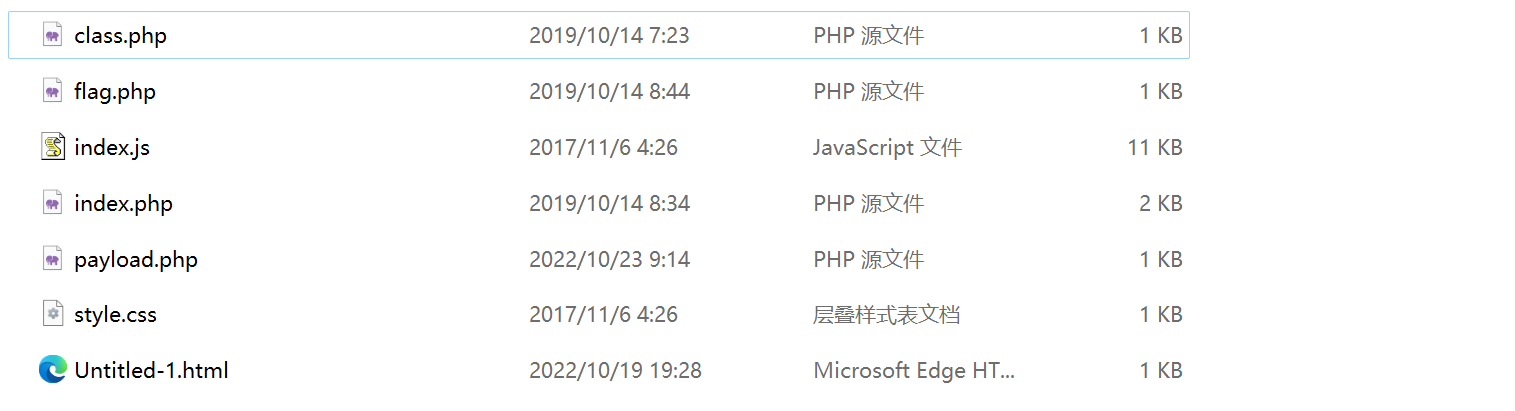 class.php 2019/10/14 7:23 PHP 源文件 1 KB
flag.php 2019/10/14 8:44 PHP 源文件 1 KB
index.js 2017/11/6 4:26 JavaScript 文件 11 KB
index.php 2019/10/14 8:34 PHP 源文件 2 KB
payload.php 2022/10/23 9:14 PHP 源文件 1 KB
style.css 2017/11/6 4:26 层叠样式表文档 1 KB
Untitled-1.html 2022/10/19 19:28 Microsoft Edge HT... 1 KB